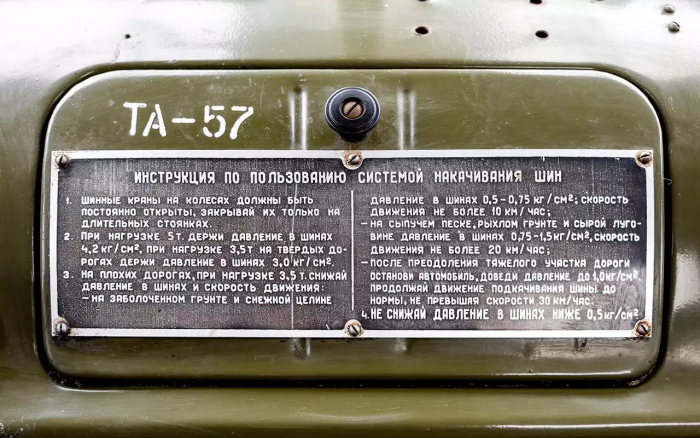 ТА-57
ИНСТРУКЦИЯ ПО ПОЛЬЗОВАНИЮ СИСТЕМОЙ НАКАЧИВАНИЯ ШИН
1. ШИННЫЕ КРАНЫ НА КОЛЕСАХ ДОЛЖНЫ БЫТЬ
ПОСТОЯННО ОТКРЫТЫ, ЗАКРЫВАЙ ИХ ТОЛЬКО НА
ДЛИТЕЛЬНЫХ СТОЯНКАХ.
2. ПРИ НАГРУЗКЕ 5Т. ДЕРЖИ ДАВЛЕНИЕ В ШИНАХ
4,2 КГ/СМ², ПРИ НАГРУЗКЕ 3,5Т НА ТВЕРДЫХ ДО-
РОГАХ ДЕРЖИ ДАВЛЕНИЕ В ШИНАХ 3,0 КГ/СМ².
3. НА ПЛОХИХ ДОРОГАХ, ПРИ НАГРУЗКЕ 3,5Т. СНИЖАЙ
ДАВЛЕНИЕ В ШИНАХ И СКОРОСТЬ ДВИЖЕНИЯ:
– НА ЗАБОЛОЧЕННОМ ГРУНТЕ И СНЕЖНОЙ ЦЕЛИНЕ
ДАВЛЕНИЕ В ШИНАХ 0,5-0,75 КГ/СМ²; СКОРОСТЬ
ДВИЖЕНИЯ НЕ БОЛЕЕ 10 КМ/ЧАС;
– НА СЫПУЧЕМ ПЕСКЕ, РЫХЛОМ ГРУНТЕ И СЫРОЙ ЛУГО-
ВИНЕ ДАВЛЕНИЕ В ШИНАХ 0,75-1,5 КГ/СМ², СКОРОСТЬ
ДВИЖЕНИЯ НЕ БОЛЕЕ 20 КМ/ЧАС:
– ПОСЛЕ ПРЕОДОЛЕНИЯ ТЯЖЕЛОГО УЧАСТКА ДОРОГИ
ОСТАНОВИ АВТОМОБИЛЬ, ДОВЕДИ ДАВЛЕНИЕ ДО 1,0КГ/СМ².
ПРОДОЛЖАЙ ДВИЖЕНИЕ ПОДКАЧИВАНИЯ ШИНЫ ДО
НОРМЫ, НЕ ПРЕВЫШАЯ СКОРОСТИ 30 КМ/ЧАС.
4. НЕ СНИЖАЙ ДАВЛЕНИЕ В ШИНАХ НИЖЕ 0,5 КГ/СМ²